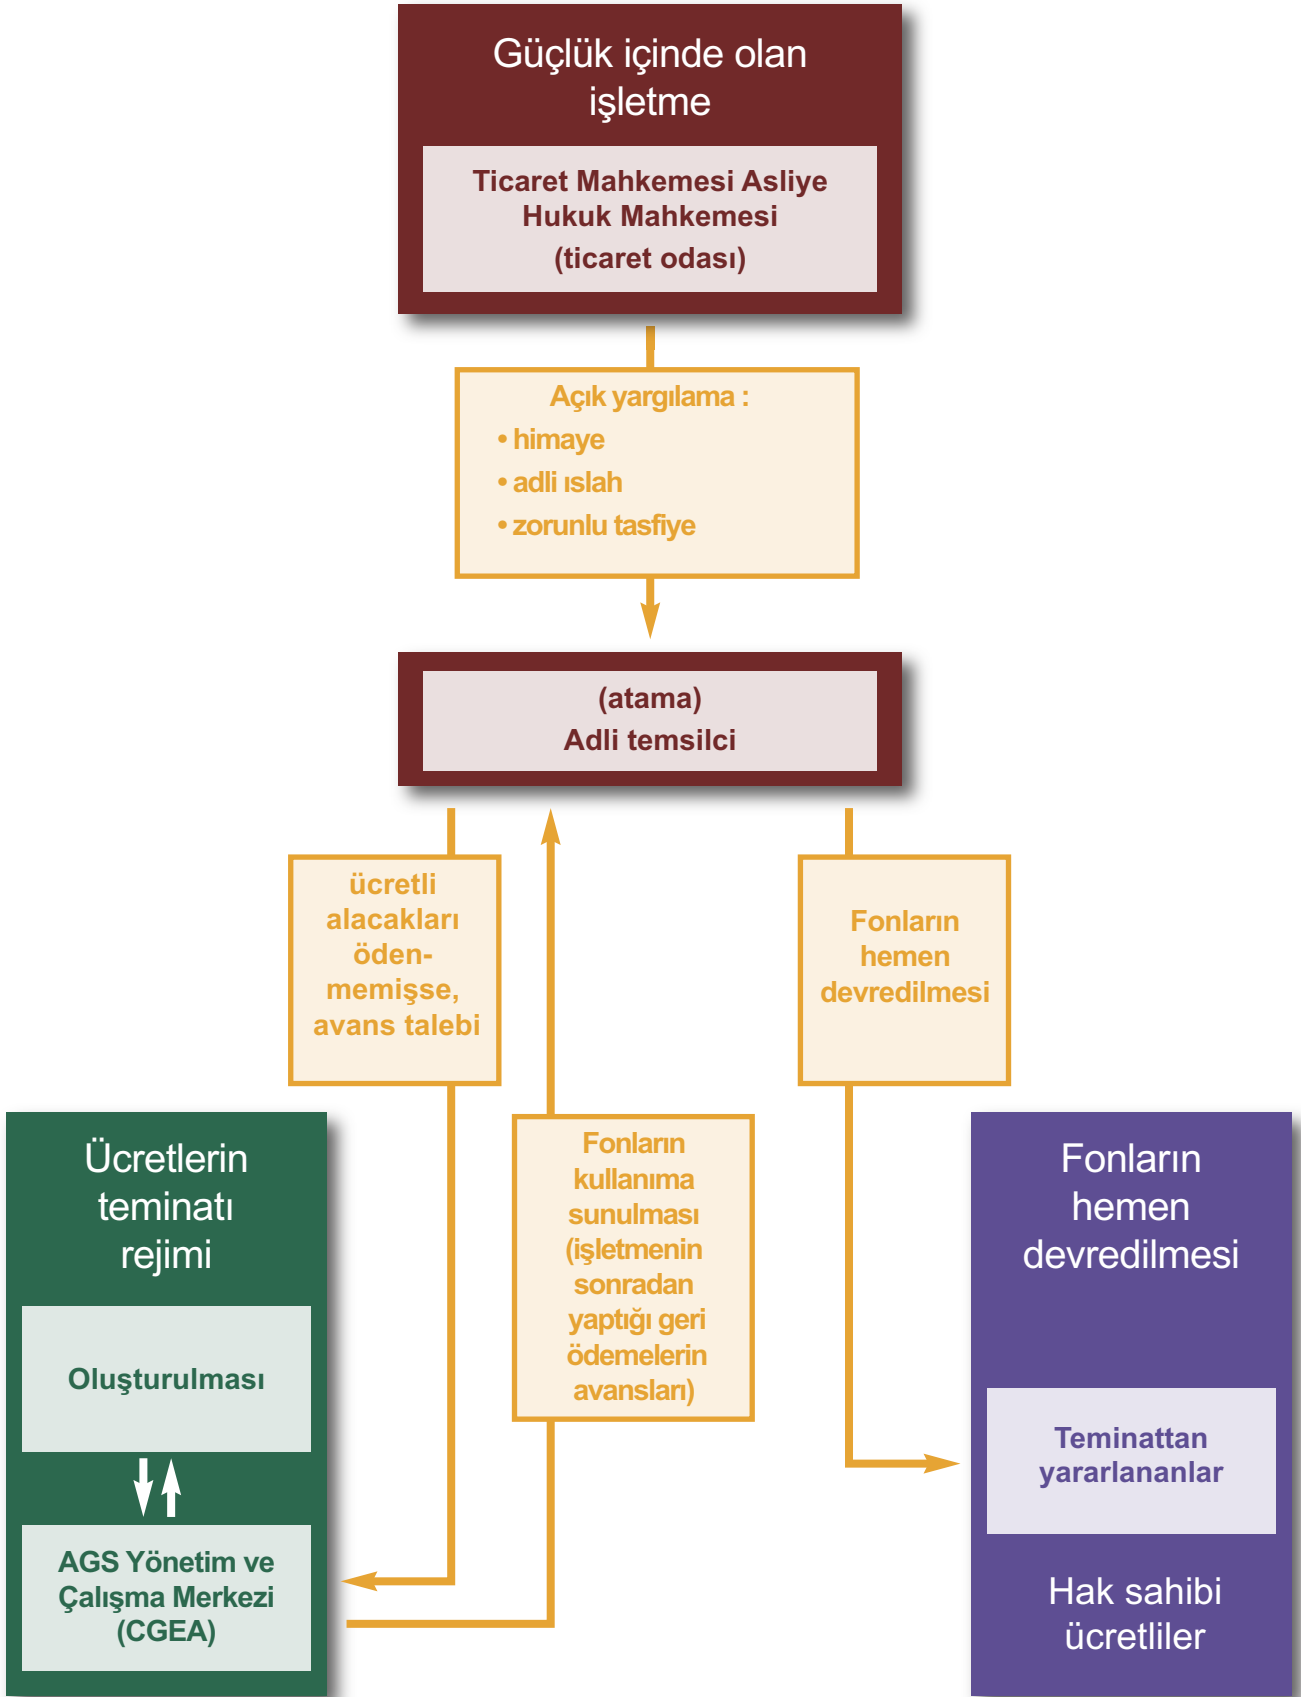 Güçlük içinde olan
işletme
Ticaret Mahkemesi Asliye
Hukuk Mahkemesi
(ticaret odası)
Açık yargılama :
• himaye
• adli ıslah
• zorunlu tasfiye
(atama)
Adli temsilci
ücretli
alacakları
öden-
memişse,
avans talebi
Fonların
hemen
devredilmesi
Fonların
kullanıma
sunulması
(işletmenin
sonradan
yaptığı geri
ödemelerin
avansları)
Ücretlerin
teminatı
rejimi
Oluşturulması
AGS Yönetim ve
Çalışma Merkezi
(CGEA)
Fonların
hemen
devredilmesi
Teminattan
yararlananlar
Hak sahibi
ücretliler